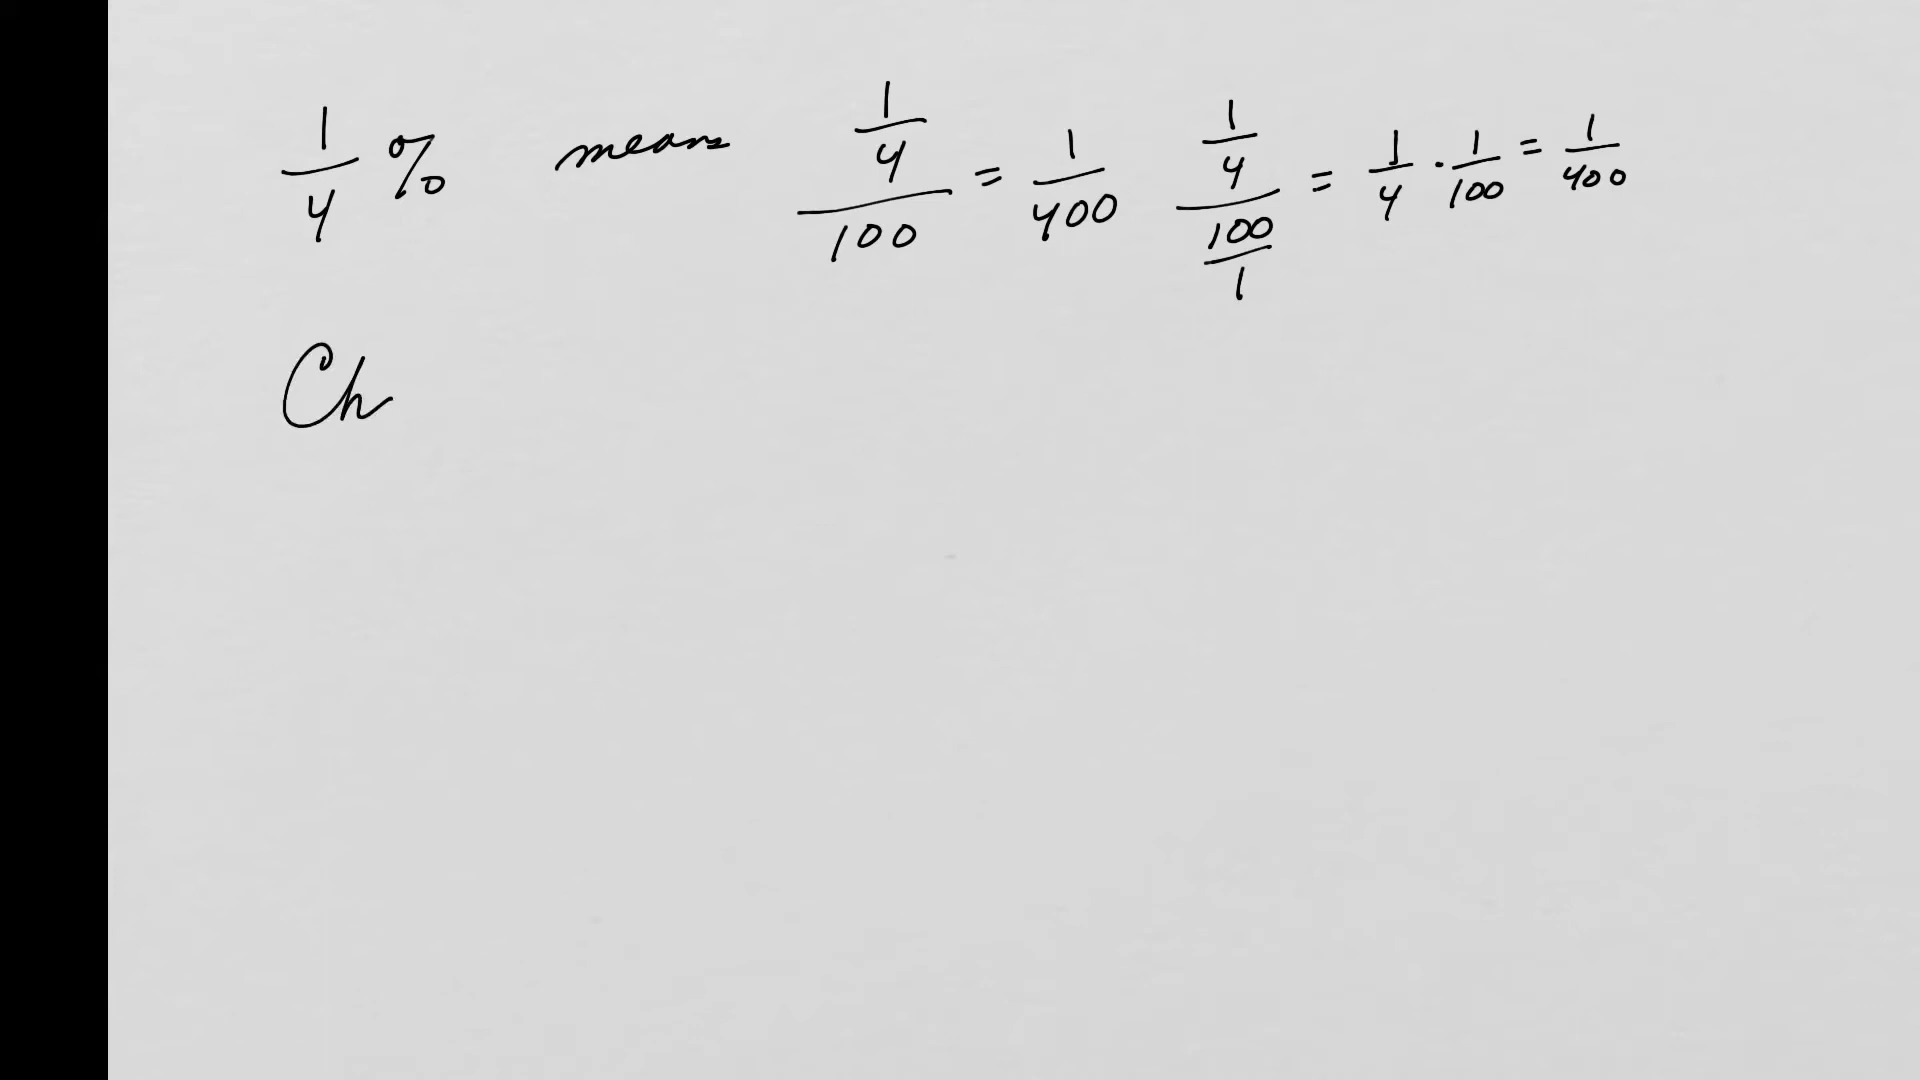 1/4 % means (1/4)/100 = 1/400 (1/4)/(100/1) = 1/4 · 1/100 = 1/400
Ch